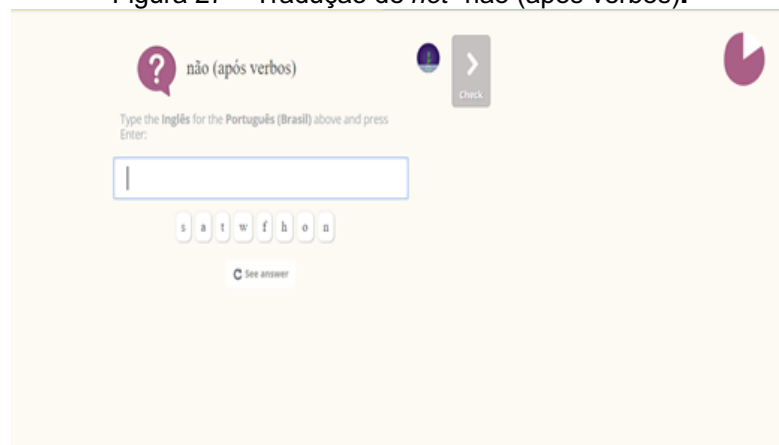 Figura 27 – Tradução de not- não (após verbos).
não (após verbos)
Check
Type the Inglês for the Português (Brasil) above and press
Enter:
s a t w f h o n
See answer